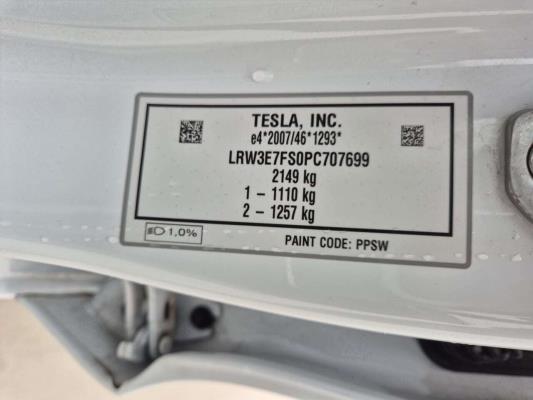 TESLA, INC.
e4*2007/46*1293*
LRW3E7FS0PC707699
2149 kg
1 – 1110 kg
2 – 1257 kg
1,0%
PAINT CODE: PPSW